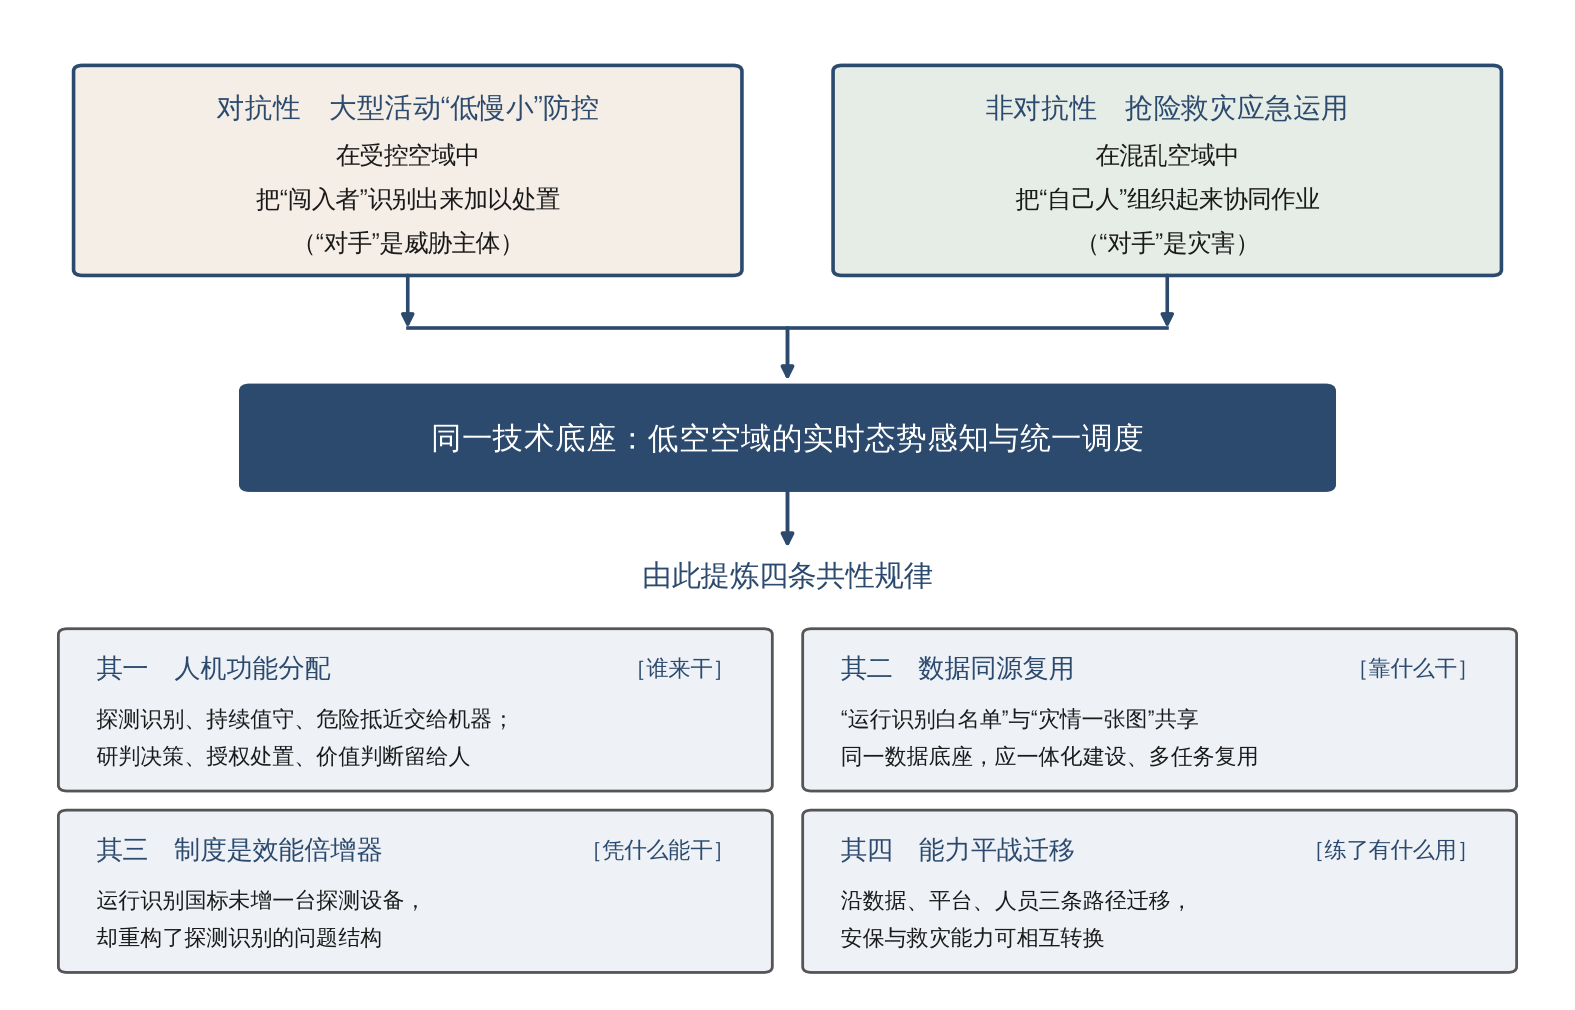 对抗性　大型活动“低慢小”防控
在受控空域中
把“闯入者”识别出来加以处置
（“对手”是威胁主体）
非对抗性　抢险救灾应急运用
在混乱空域中
把“自己人”组织起来协同作业
（“对手”是灾害）
同一技术底座：低空空域的实时态势感知与统一调度
由此提炼四条共性规律
其一　人机功能分配　［谁来干］
探测识别、持续值守、危险抵近交给机器；
研判决策、授权处置、价值判断留给人
其二　数据同源复用　［靠什么干］
“运行识别白名单”与“灾情一张图”共享
同一数据底座，应一体化建设、多任务复用
其三　制度是效能倍增器　［凭什么能干］
运行识别国标未增一台探测设备，
却重构了探测识别的问题结构
其四　能力平战迁移　［练了有什么用］
沿数据、平台、人员三条路径迁移，
安保与救灾能力可相互转换